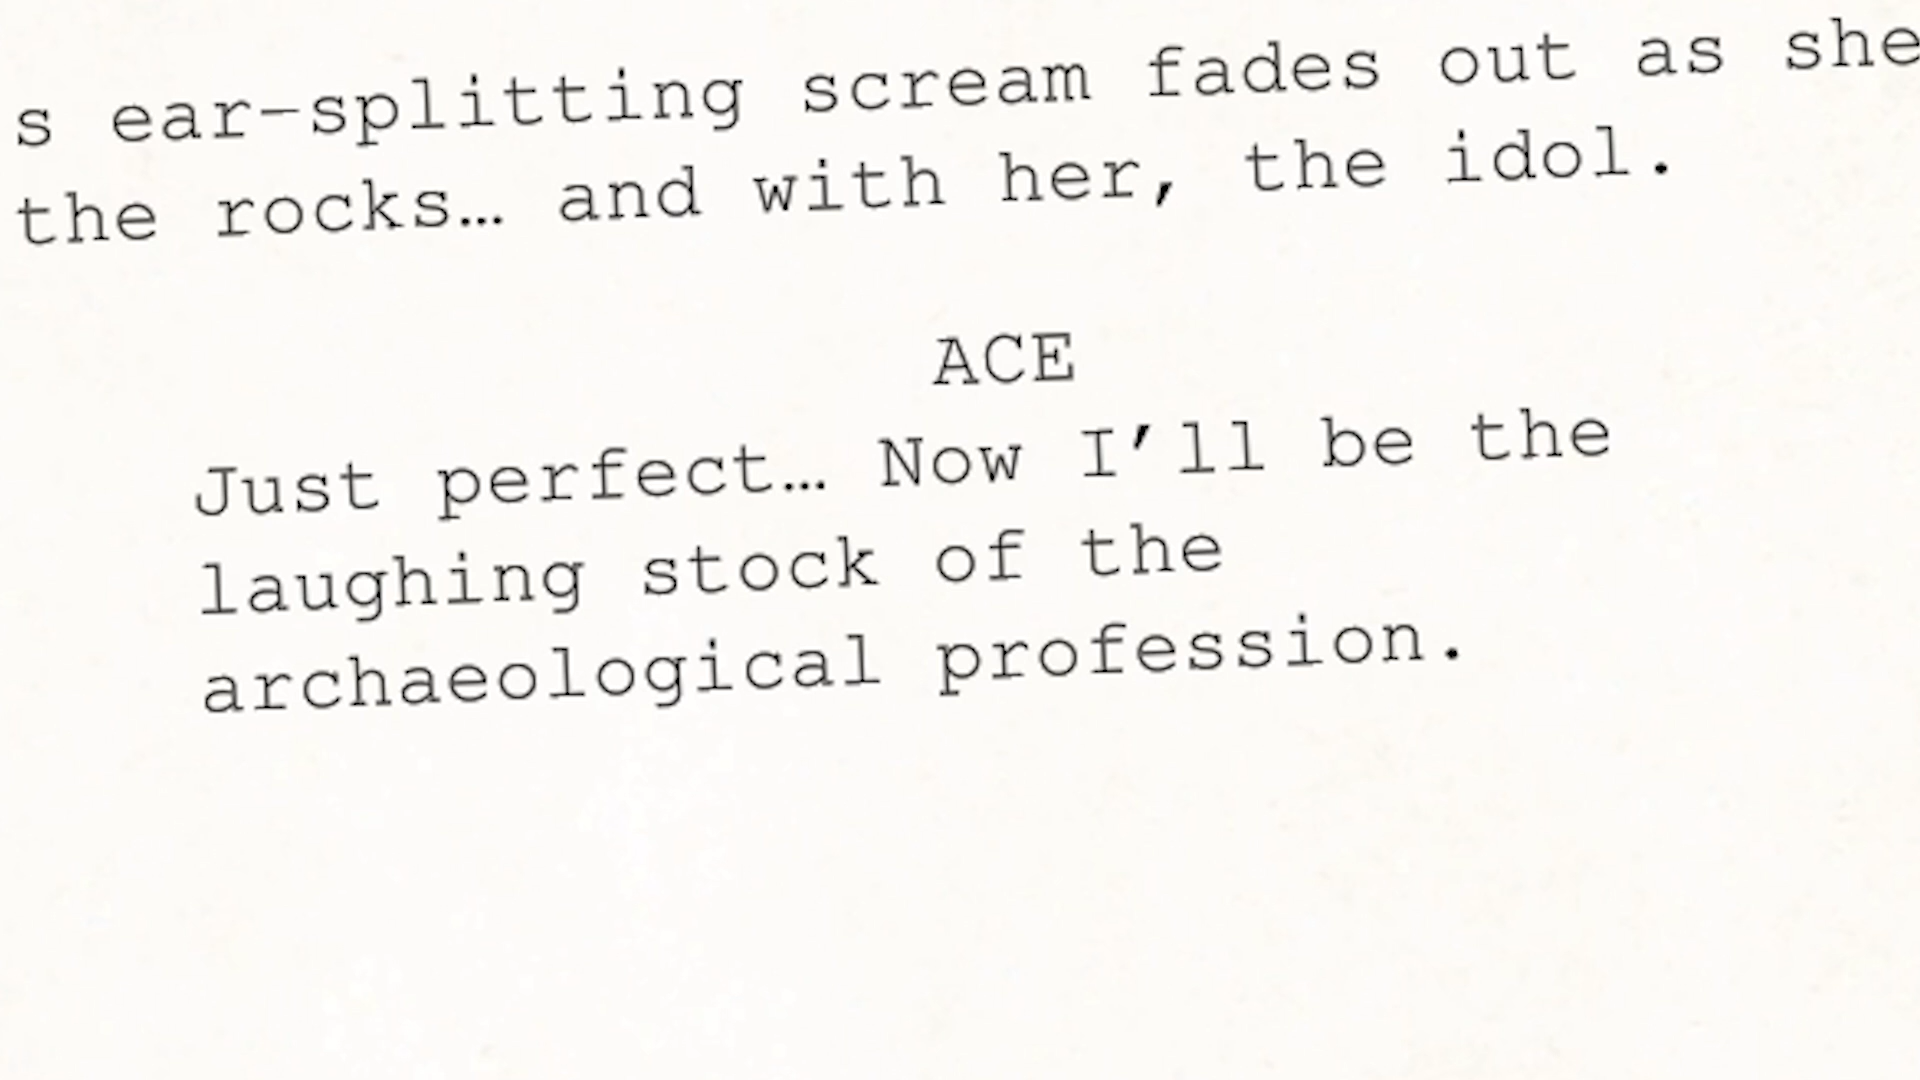 s ear-splitting scream fades out as she
the rocks… and with her, the idol.
ACE
Just perfect… Now I’ll be the
laughing stock of the
archaeological profession.